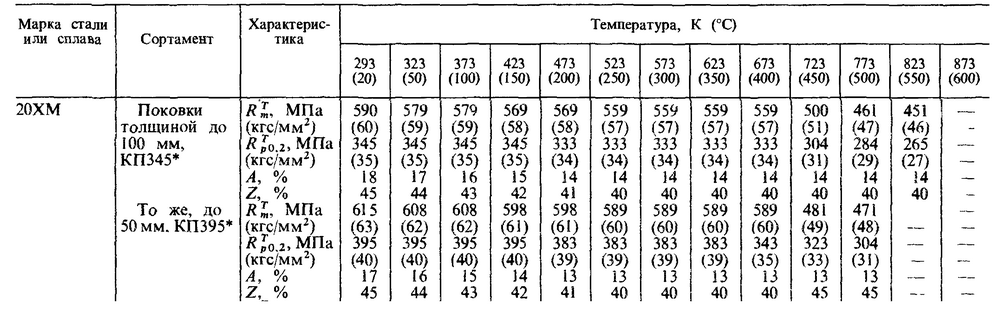 Марка стали или сплава | Сортамент | Характерис-тика | Температура, К (°С)
293 (20) | 323 (50) | 373 (100) | 423 (150) | 473 (200) | 523 (250) | 573 (300) | 623 (350) | 673 (400) | 723 (450) | 773 (500) | 823 (550) | 873 (600)
20ХМ | Поковки | R^T_m, МПа | 590 | 579 | 579 | 569 | 569 | 559 | 559 | 559 | 559 | 500 | 461 | 451 | —
толщиной до | (кгс/мм²) | (60) | (59) | (59) | (58) | (58) | (57) | (57) | (57) | (57) | (51) | (47) | (46) | -
100 мм, | R^T_p0,2, МПа | 345 | 345 | 345 | 345 | 333 | 333 | 333 | 333 | 333 | 304 | 284 | 265 | —
КП345* | (кгс/мм²) | (35) | (35) | (35) | (35) | (34) | (34) | (34) | (34) | (34) | (31) | (29) | (27) | —
A, % | 18 | 17 | 16 | 15 | 14 | 14 | 14 | 14 | 14 | 14 | 14 | 14 | —
Z, % | 45 | 44 | 43 | 42 | 41 | 40 | 40 | 40 | 40 | 40 | 40 | 40 | —
То же, до | R^T_m, МПа | 615 | 608 | 608 | 598 | 598 | 589 | 589 | 589 | 589 | 481 | 471 | | —
50 мм, КП395* | (кгс/мм²) | (63) | (62) | (62) | (61) | (61) | (60) | (60) | (60) | (60) | (49) | (48) | — | —
R^T_p0,2, МПа | 395 | 395 | 395 | 395 | 383 | 383 | 383 | 383 | 343 | 323 | 304 | — | —
(кгс/мм²) | (40) | (40) | (40) | (40) | (39) | (39) | (39) | (39) | (35) | (33) | (31) | — | —
A, % | 17 | 16 | 15 | 14 | 13 | 13 | 13 | 13 | 13 | 13 | 13 | — | —
Z, % | 45 | 44 | 43 | 42 | 41 | 40 | 40 | 40 | 40 | 45 | 45 | — | —